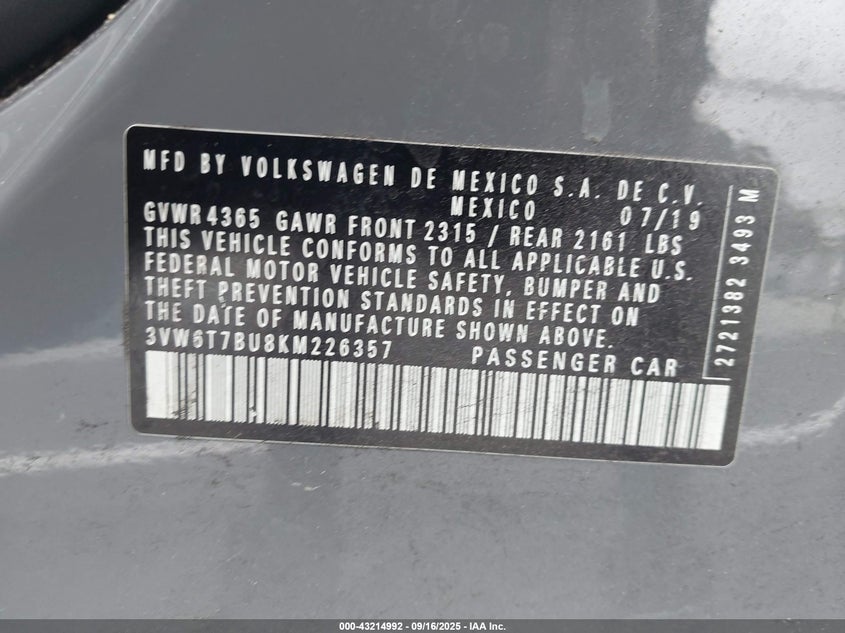 MFD BY VOLKSWAGEN DE MEXICO S.A. DE C.V.
MEXICO 07/19
GVWR 4365 GAWR FRONT 2315 / REAR 2161 LBS
THIS VEHICLE CONFORMS TO ALL APPLICABLE U.S.
FEDERAL MOTOR VEHICLE SAFETY, BUMPER AND
THEFT PREVENTION STANDARDS IN EFFECT ON
THE DATE OF MANUFACTURE SHOWN ABOVE.
3VW6T7BU8KM226357 PASSENGER CAR
2721382 3493 M
000-43214992 - 09/16/2025 - IAA Inc.